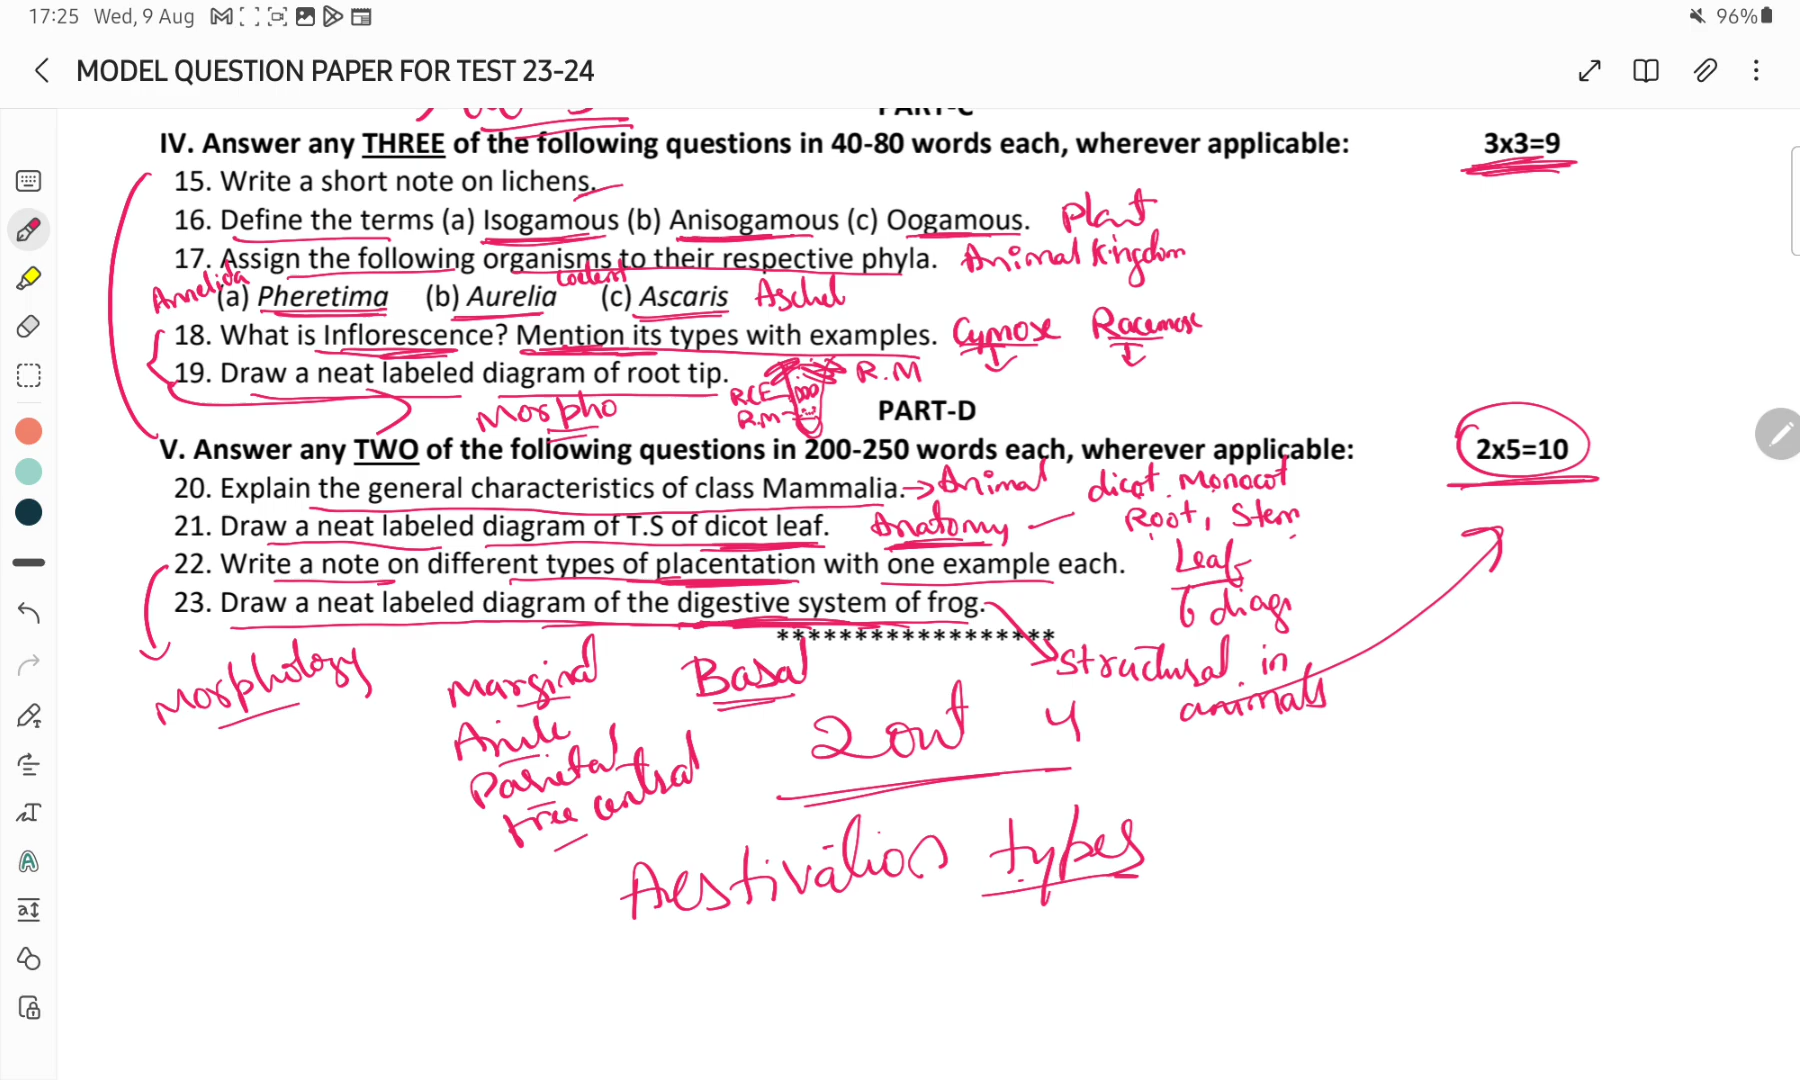 17:25 Wed, 9 Aug
96%
MODEL QUESTION PAPER FOR TEST 23-24
PART-C
IV. Answer any THREE of the following questions in 40-80 words each, wherever applicable: 3x3=9
15. Write a short note on lichens.
16. Define the terms (a) Isogamous (b) Anisogamous (c) Oogamous. Plant
17. Assign the following organisms to their respective phyla. Animal Kingdom
Annelida Coelent
(a) Pheretima (b) Aurelia (c) Ascaris Aschel
18. What is Inflorescence? Mention its types with examples. Cymose Racemose
19. Draw a neat labeled diagram of root tip. R.M
RCE
R.M
Morpho
PART-D
V. Answer any TWO of the following questions in 200-250 words each, wherever applicable: 2x5=10
20. Explain the general characteristics of class Mammalia. Animal dicot Monocot
Root, Stem
21. Draw a neat labeled diagram of T.S of dicot leaf. Anatomy
22. Write a note on different types of placentation with one example each. Leaf
23. Draw a neat labeled diagram of the digestive system of frog. 6 diag
*****************
Structural in
animals
Morphology
Marginal Basal
Axile
Parietal
Free central
2 out 4
Aestivation types